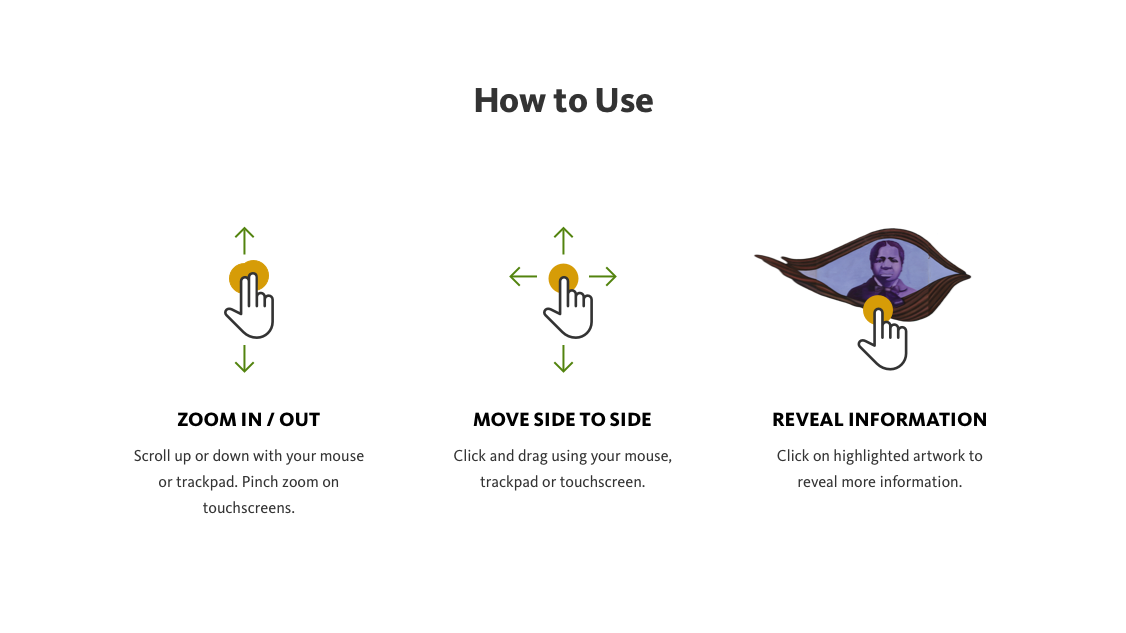 How to Use
ZOOM IN / OUT
Scroll up or down with your mouse
or trackpad. Pinch zoom on
touchscreens.
MOVE SIDE TO SIDE
Click and drag using your mouse,
trackpad or touchscreen.
REVEAL INFORMATION
Click on highlighted artwork to
reveal more information.